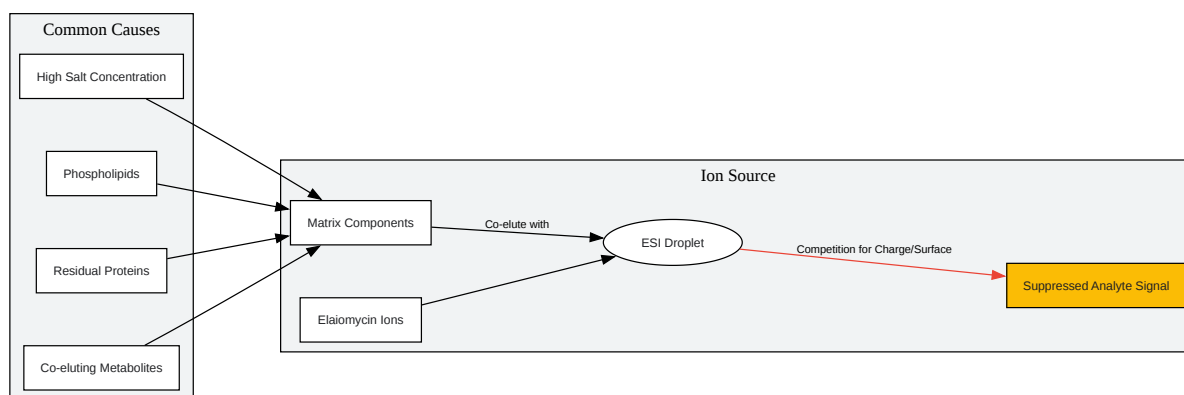 Common Causes
High Salt Concentration
Phospholipids
Residual Proteins
Co-eluting Metabolites
Ion Source
Matrix Components
Co-elute with
ESI Droplet
Competition for Charge/Surface
Suppressed Analyte Signal
Elaiomycin Ions